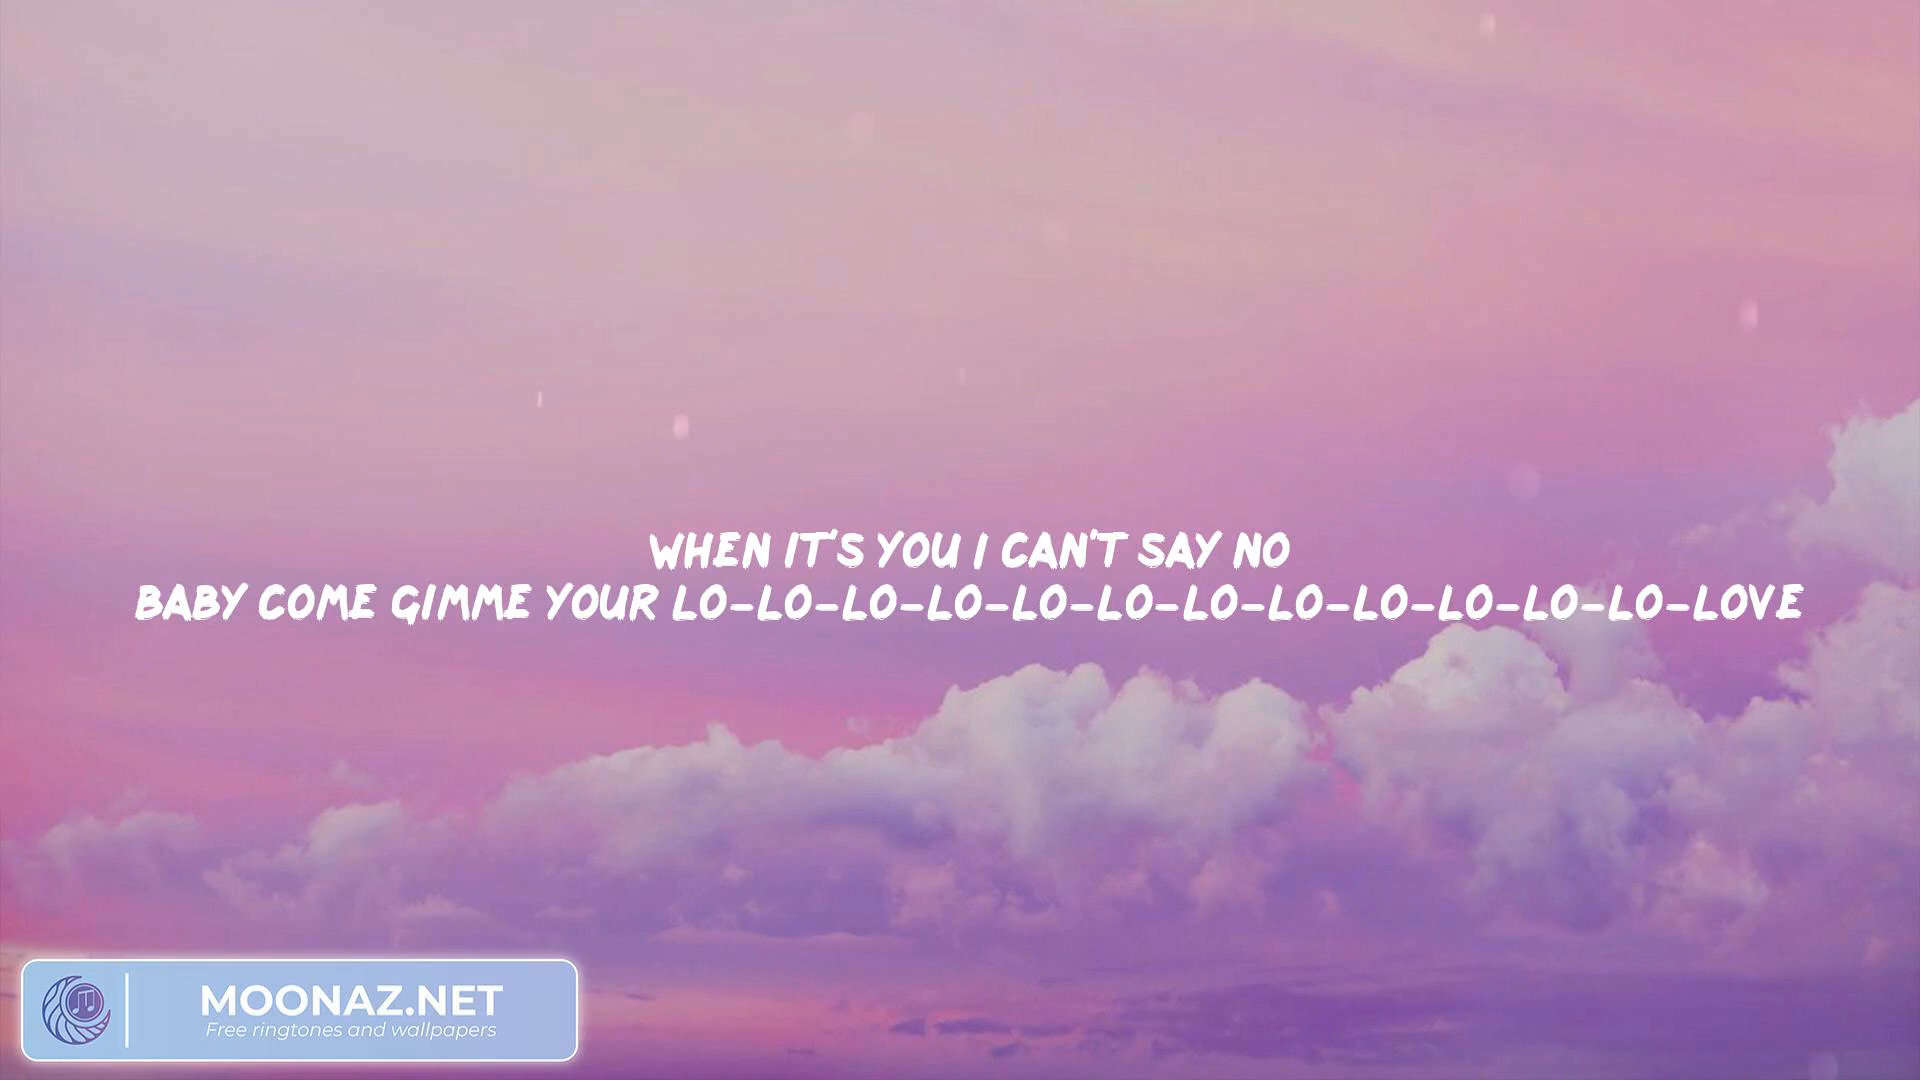 WHEN IT'S YOU I CAN'T SAY NO
BABY COME GIMME YOUR LO-LO-LO-LO-LO-LO-LO-LO-LO-LO-LO-LO-LOVE
MOONAZ.NET
Free ringtones and wallpapers